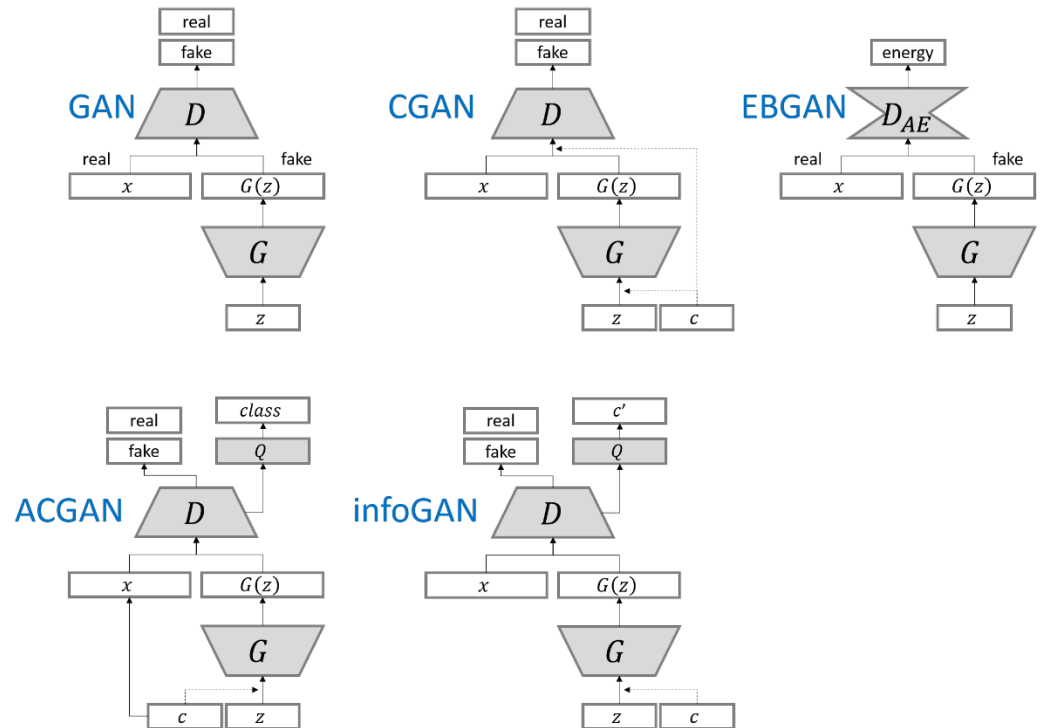 real
fake
GAN
D
real
fake
x
G(z)
G
z
real
fake
CGAN
D
x
G(z)
G
z
c
energy
EBGAN
D_AE
real
fake
x
G(z)
G
z
real
fake
class
Q
ACGAN
D
x
G(z)
G
c
z
real
fake
c'
Q
infoGAN
D
x
G(z)
G
z
c